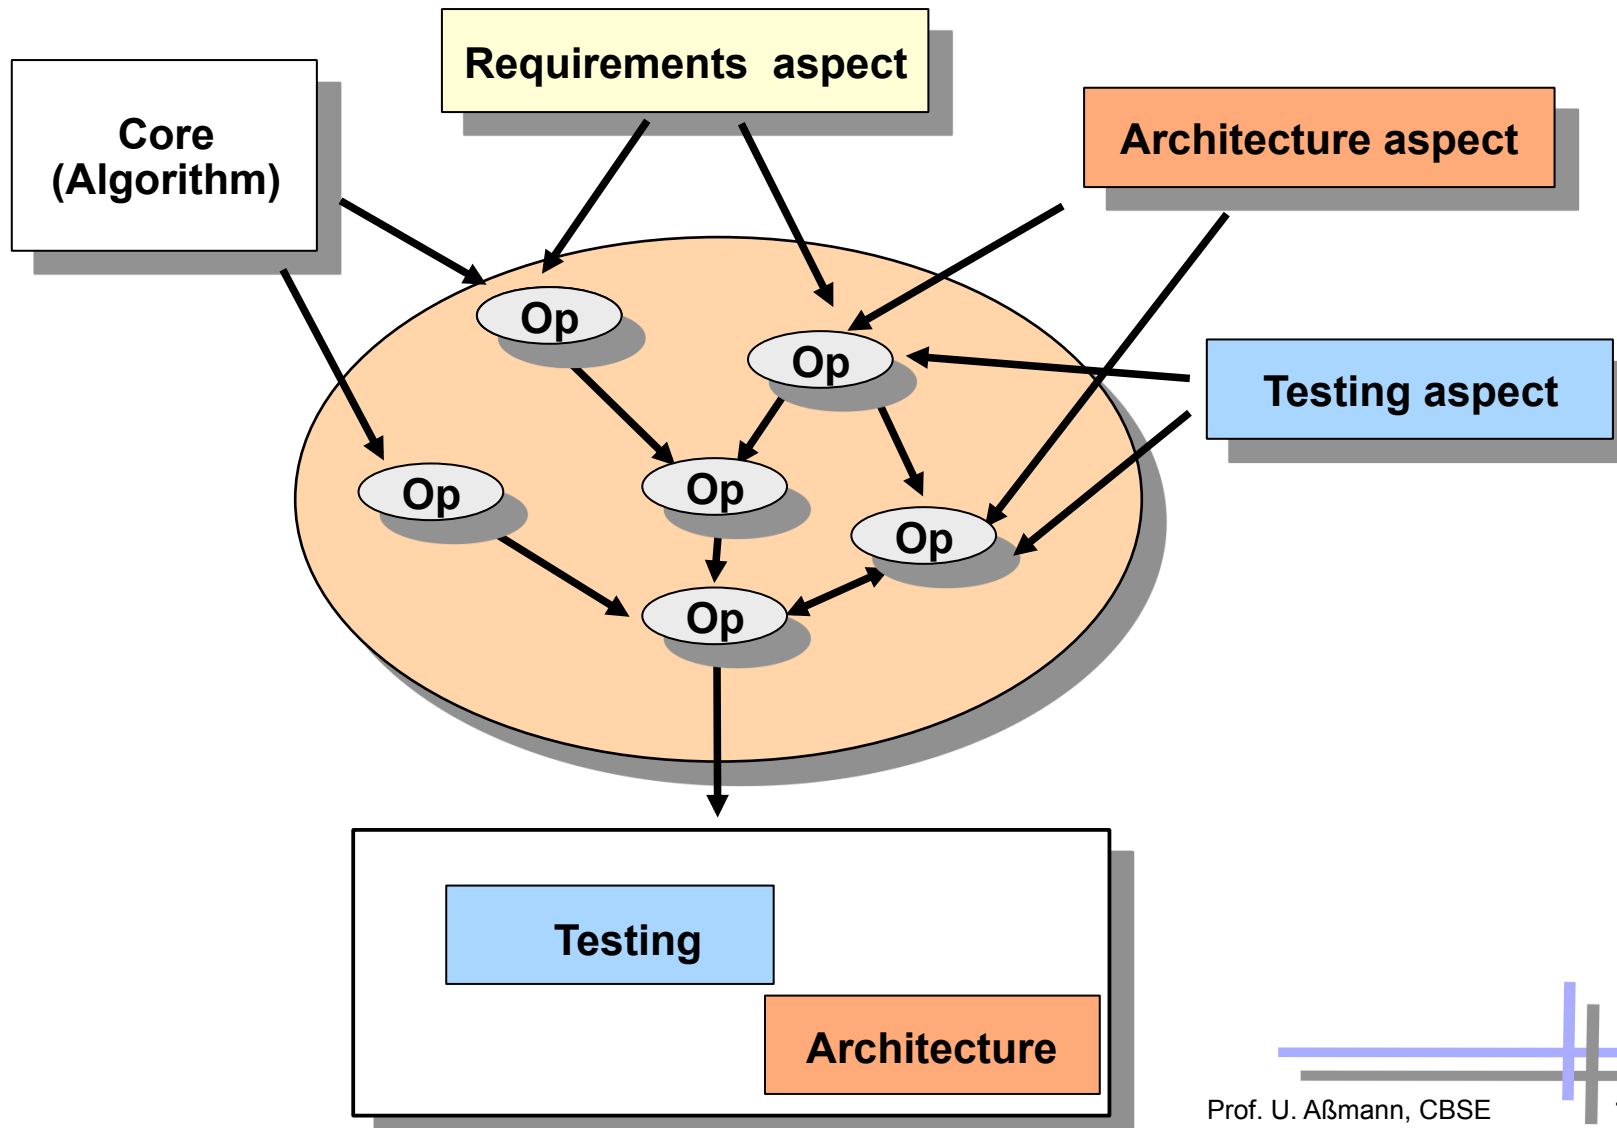 Requirements aspect
Core
(Algorithm)
Architecture aspect
Op
Op
Testing aspect
Op
Op
Op
Op
Testing
Architecture
Prof. U. Aßmann, CBSE